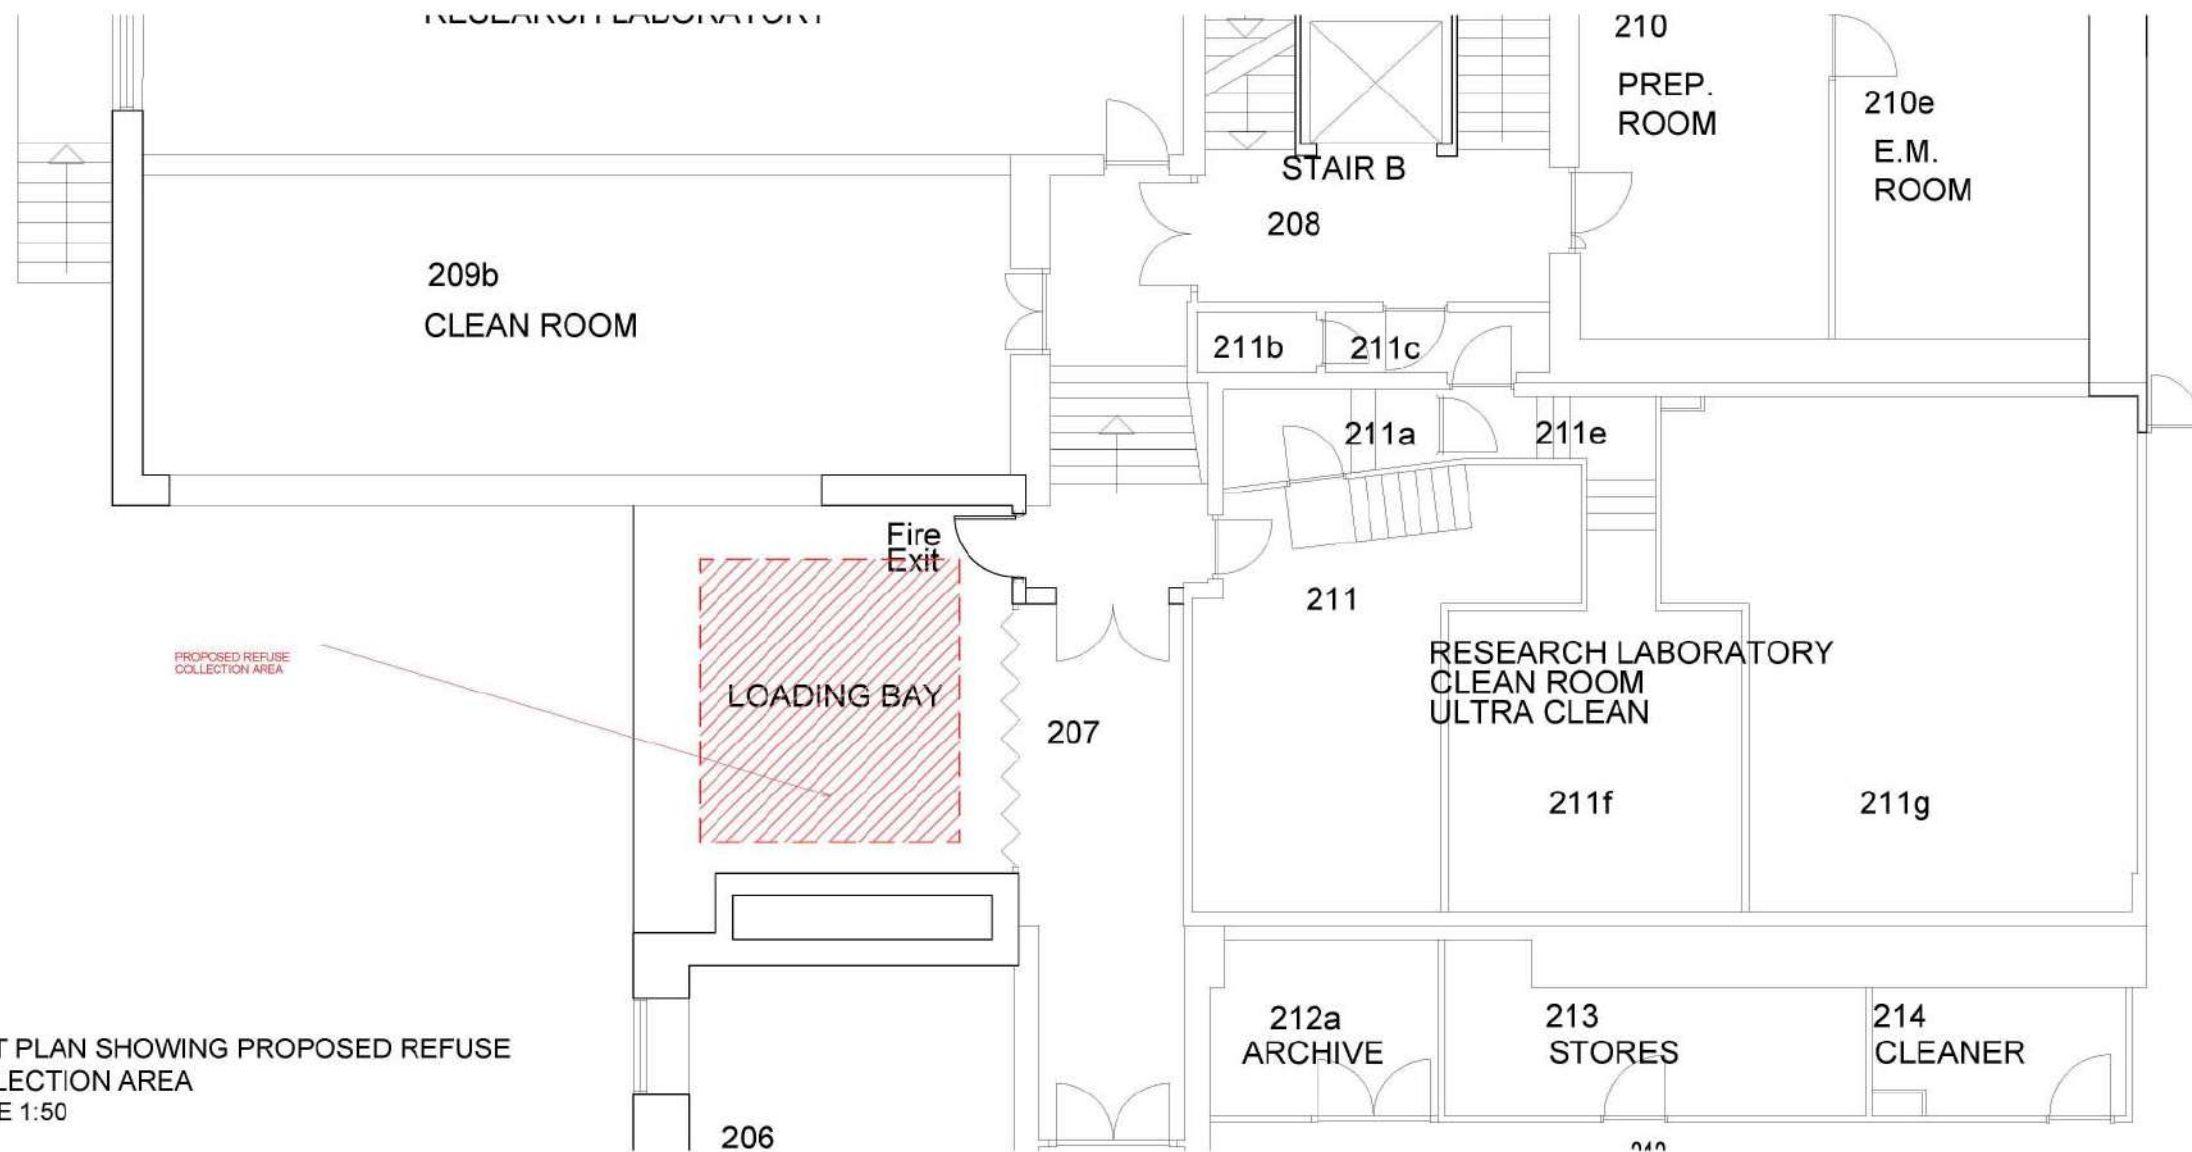 RESEARCH LABORATORY
210
PREP.
ROOM
210e
E.M.
ROOM
STAIR B
208
209b
CLEAN ROOM
211b
211c
211a
211e
Fire
Exit
211
PROPOSED REFUSE
COLLECTION AREA
LOADING BAY
207
RESEARCH LABORATORY
CLEAN ROOM
ULTRA CLEAN
211f
211g
212a
ARCHIVE
213
STORES
214
CLEANER
T PLAN SHOWING PROPOSED REFUSE
LECTION AREA
E 1:50
206